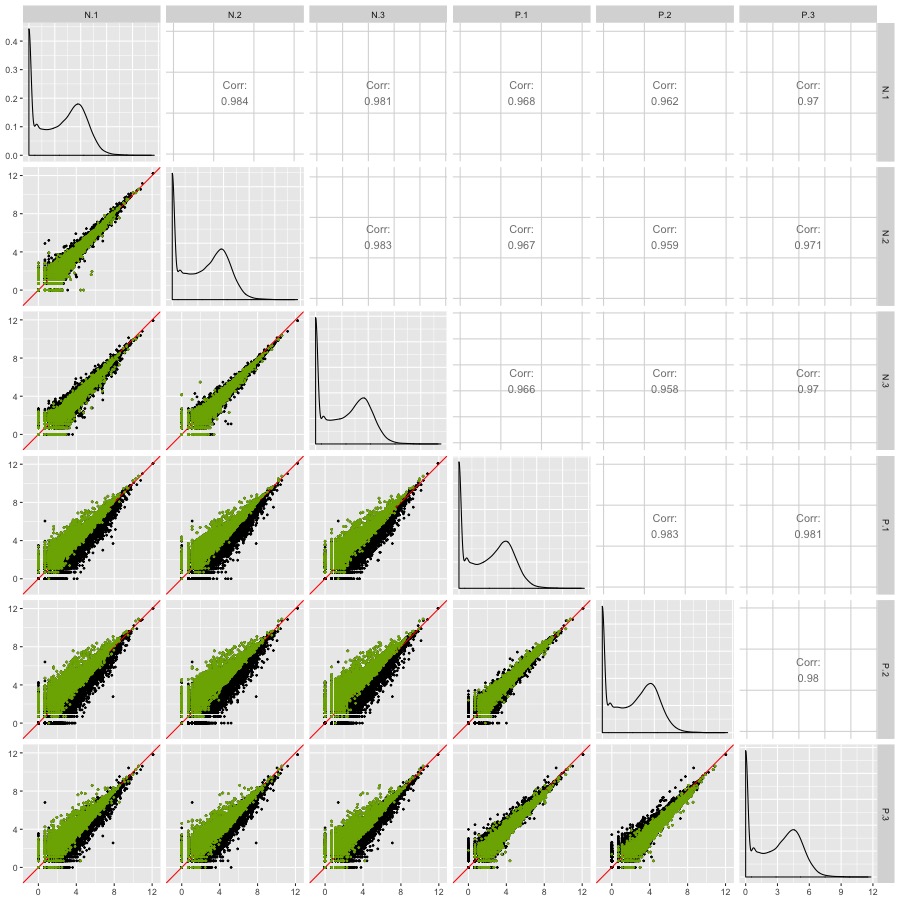 N.1 N.2 N.3 P.1 P.2 P.3
0.4
0.3
0.2
0.1
0.0
Corr:
0.984
Corr:
0.981
Corr:
0.968
Corr:
0.962
Corr:
0.97
N.1
12
8
4
0
Corr:
0.983
Corr:
0.967
Corr:
0.959
Corr:
0.971
N.2
12
8
4
0
Corr:
0.966
Corr:
0.958
Corr:
0.97
N.3
12
8
4
0
Corr:
0.983
Corr:
0.981
P.1
12
8
4
0
Corr:
0.98
P.2
12
8
4
0
P.3
0 4 8 12 0 4 8 12 0 4 8 12 0 4 8 12 0 4 8 12 0 3 6 9 12